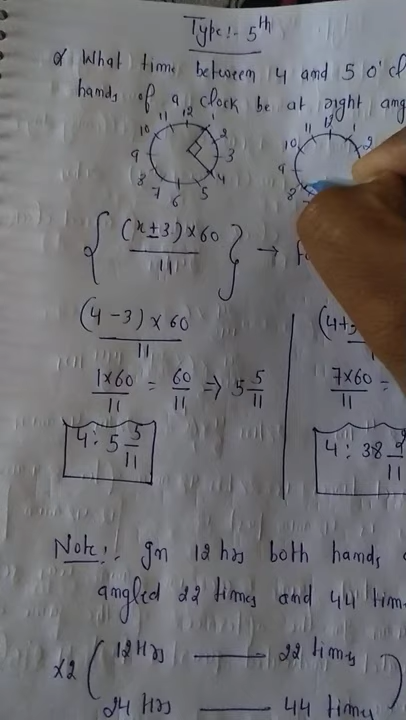 Type:- 5th
Q What time between 4 and 5 o'cl
hands of a clock be at right ang
12 1 2 3 4 5 6 7 8 9 10 11
12 1 2 8 9 10 11
{ (x±3)×60 / 11 } →
(4-3)×60 / 11
1×60 / 11 = 60 / 11 => 5 5/11
4 : 5 5/11
(4+
7×60 / 11 =
4 : 38 9/11
Note:- In 12 hrs both hands
angled 22 times and 44 tim
×2 ( 12 Hrs — 22 times )
24 Hrs — 44 times